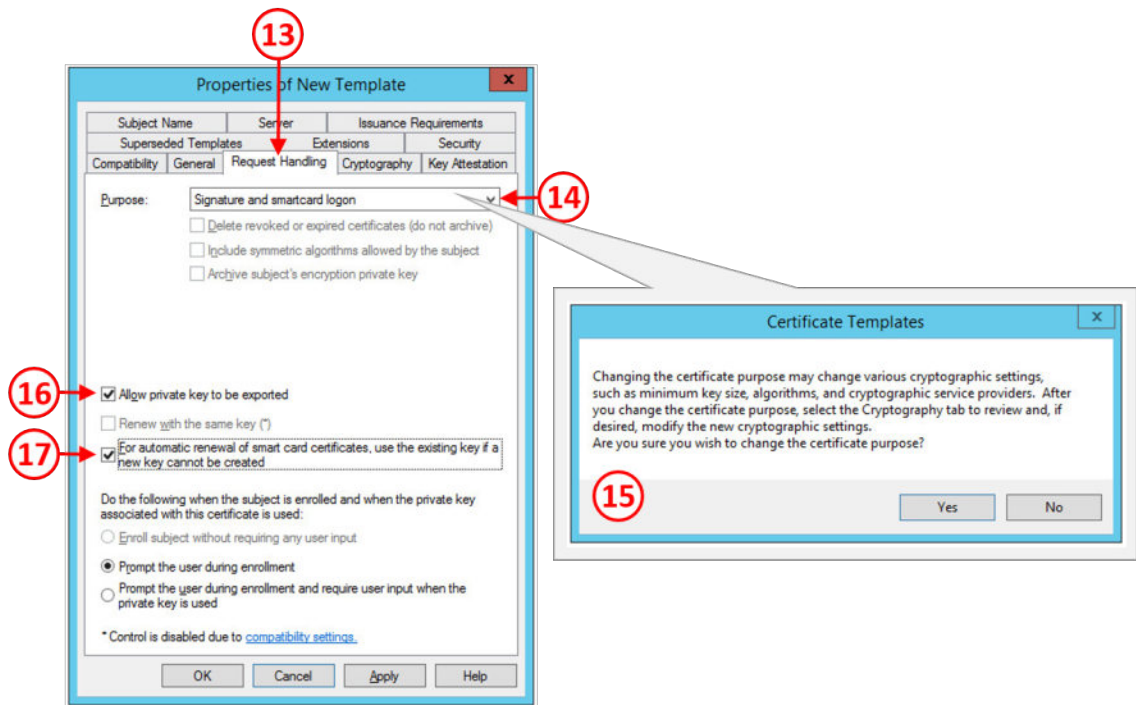 13
Properties of New Template
x
Subject Name Server Issuance Requirements
Superseded Templates Extensions Security
Compatibility General Request Handling Cryptography Key Attestation
Purpose: Signature and smartcard logon
14
Delete revoked or expired certificates (do not archive)
Include symmetric algorithms allowed by the subject
Archive subject's encryption private key
Certificate Templates
x
Changing the certificate purpose may change various cryptographic settings,
such as minimum key size, algorithms, and cryptographic service providers. After
you change the certificate purpose, select the Cryptography tab to review and, if
desired, modify the new cryptographic settings.
Are you sure you wish to change the certificate purpose?
15
Yes No
16
Allow private key to be exported
Renew with the same key (*)
17
For automatic renewal of smart card certificates, use the existing key if a
new key cannot be created
Do the following when the subject is enrolled and when the private key
associated with this certificate is used:
Enroll subject without requiring any user input
Prompt the user during enrollment
Prompt the user during enrollment and require user input when the
private key is used
* Control is disabled due to compatibility settings.
OK Cancel Apply Help